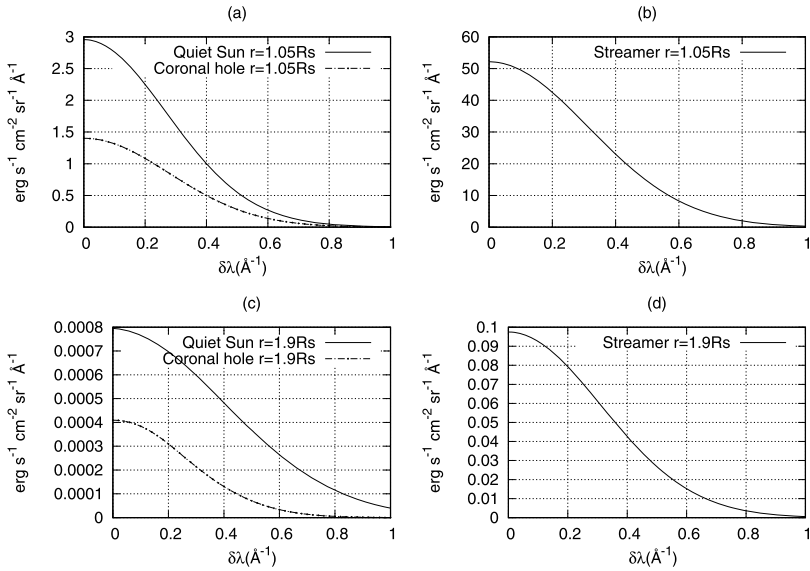 (a)
Quiet Sun r=1.05Rs
Coronal hole r=1.05Rs
erg s⁻¹ cm⁻² sr⁻¹ Å⁻¹
3
2.5
2
1.5
1
0.5
0
0 0.2 0.4 0.6 0.8 1
δλ(Å⁻¹)
(b)
Streamer r=1.05Rs
erg s⁻¹ cm⁻² sr⁻¹ Å⁻¹
60
50
40
30
20
10
0
0 0.2 0.4 0.6 0.8 1
δλ(Å⁻¹)
(c)
Quiet Sun r=1.9Rs
Coronal hole r=1.9Rs
erg s⁻¹ cm⁻² sr⁻¹ Å⁻¹
0.0008
0.0007
0.0006
0.0005
0.0004
0.0003
0.0002
0.0001
0
0 0.2 0.4 0.6 0.8 1
δλ(Å⁻¹)
(d)
Streamer r=1.9Rs
erg s⁻¹ cm⁻² sr⁻¹ Å⁻¹
0.1
0.09
0.08
0.07
0.06
0.05
0.04
0.03
0.02
0.01
0
0 0.2 0.4 0.6 0.8 1
δλ(Å⁻¹)